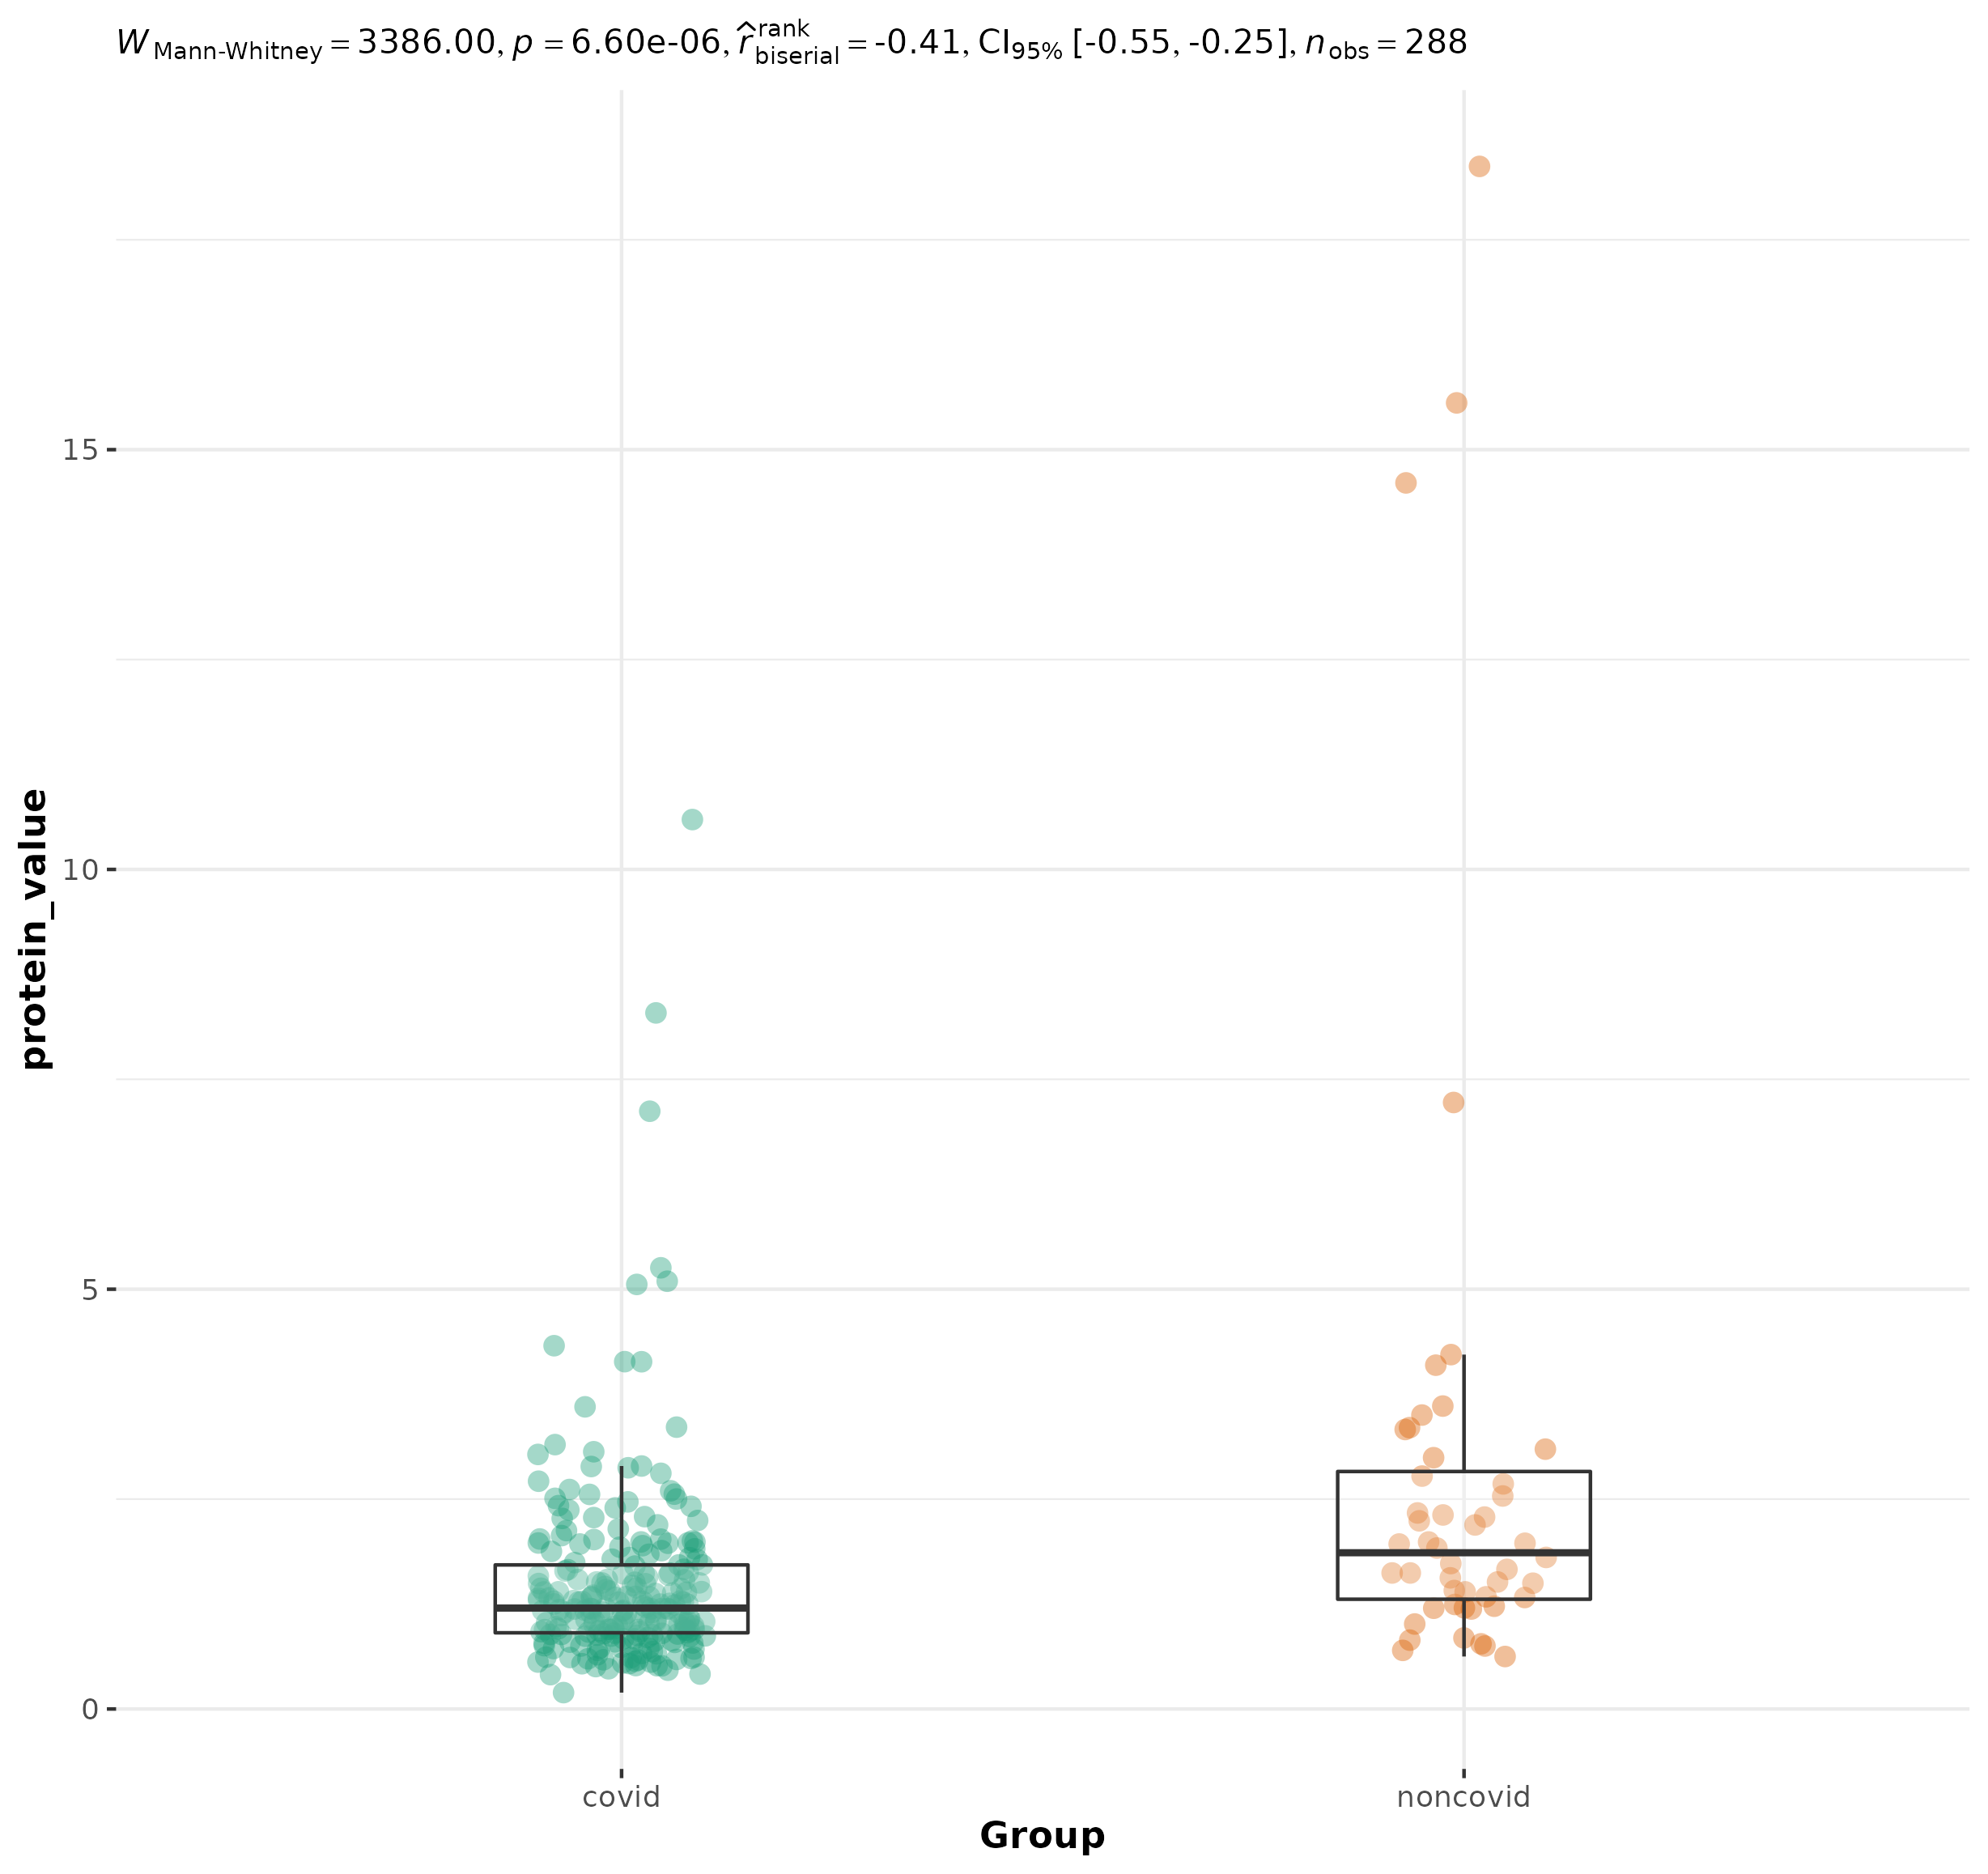 W Mann-Whitney = 3386.00, p = 6.60e-06, r̂ rank biserial = -0.41, CI95% [-0.55, -0.25], nobs = 288
15
10
5
0
protein_value
covid noncovid
Group